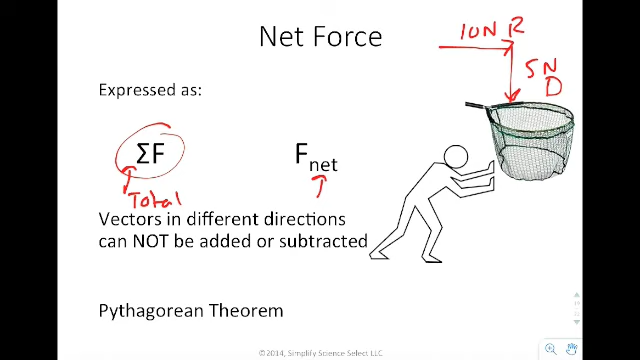 Net Force
10N R
5N
D
Expressed as:
ΣF
Fnet
Total
Vectors in different directions
can NOT be added or subtracted
Pythagorean Theorem
©2014, Simplify Science Select LLC